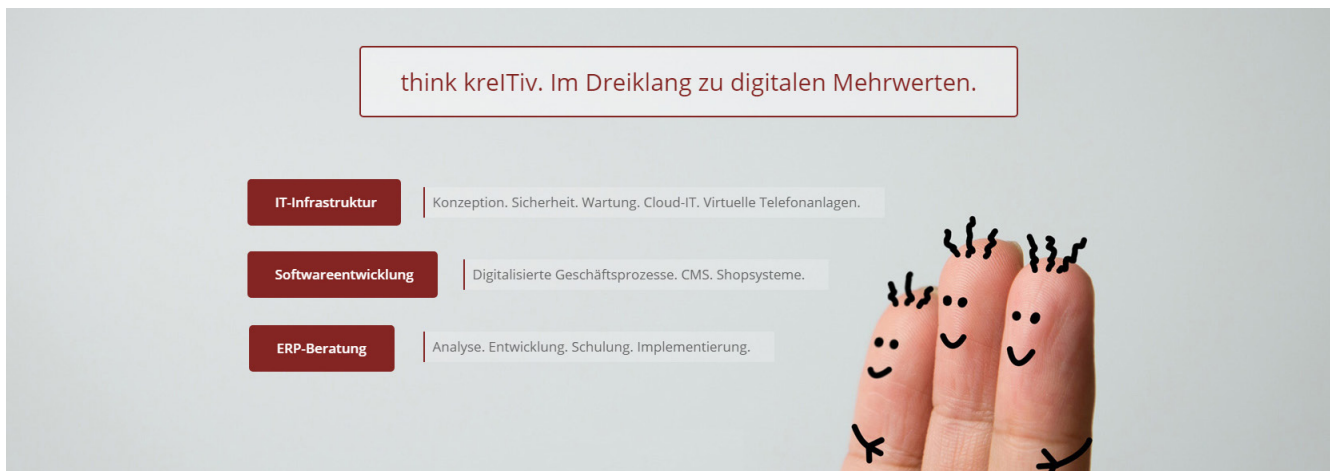 think kreITiv. Im Dreiklang zu digitalen Mehrwerten.
IT-Infrastruktur
Konzeption. Sicherheit. Wartung. Cloud-IT. Virtuelle Telefonanlagen.
Softwareentwicklung
Digitalisierte Geschäftsprozesse. CMS. Shopsysteme.
ERP-Beratung
Analyse. Entwicklung. Schulung. Implementierung.